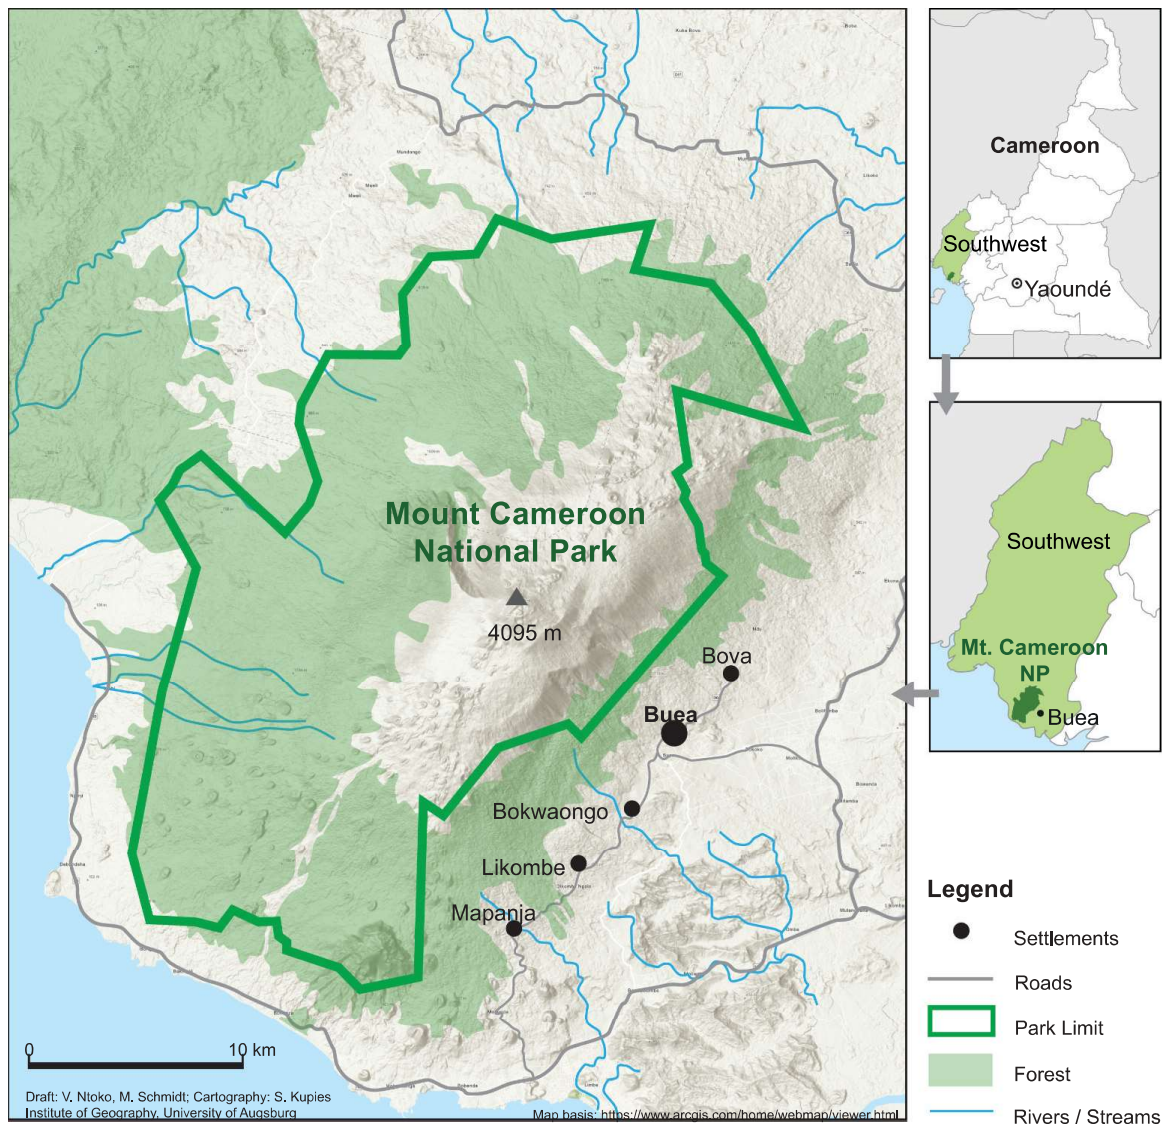 Cameroon
Southwest
Yaoundé
Mount Cameroon
National Park
4095 m
Bova
Buea
Bokwaongo
Likombe
Mapanja
Southwest
Mt. Cameroon
NP
Buea
Legend
Settlements
Roads
Park Limit
Forest
Rivers / Streams
0 10 km
Draft: V. Ntoko, M. Schmidt; Cartography: S. Kupies
Institute of Geography, University of Augsburg
Map basis: https://www.arcgis.com/home/webmap/viewer.html